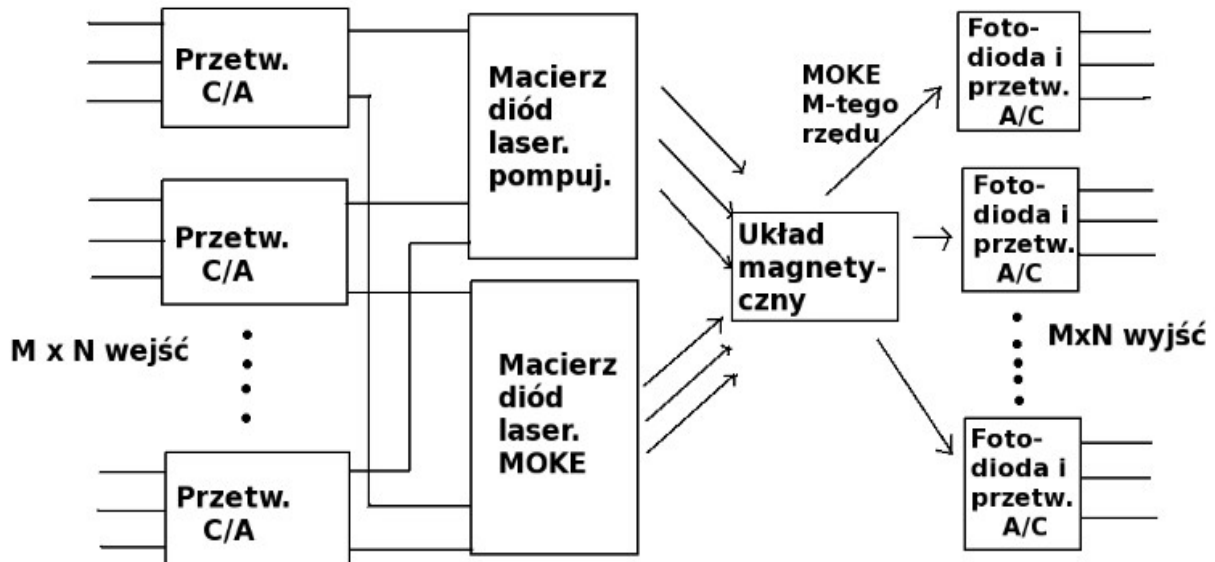 Przetw.
C/A
Przetw.
C/A
M x N wejść
Przetw.
C/A
Macierz
diód
laser.
pompuj.
Macierz
diód
laser.
MOKE
Układ
magnety-
czny
MOKE
M-tego
rzędu
Foto-
dioda i
przetw.
A/C
Foto-
dioda i
przetw.
A/C
MxN wyjść
Foto-
dioda i
przetw.
A/C